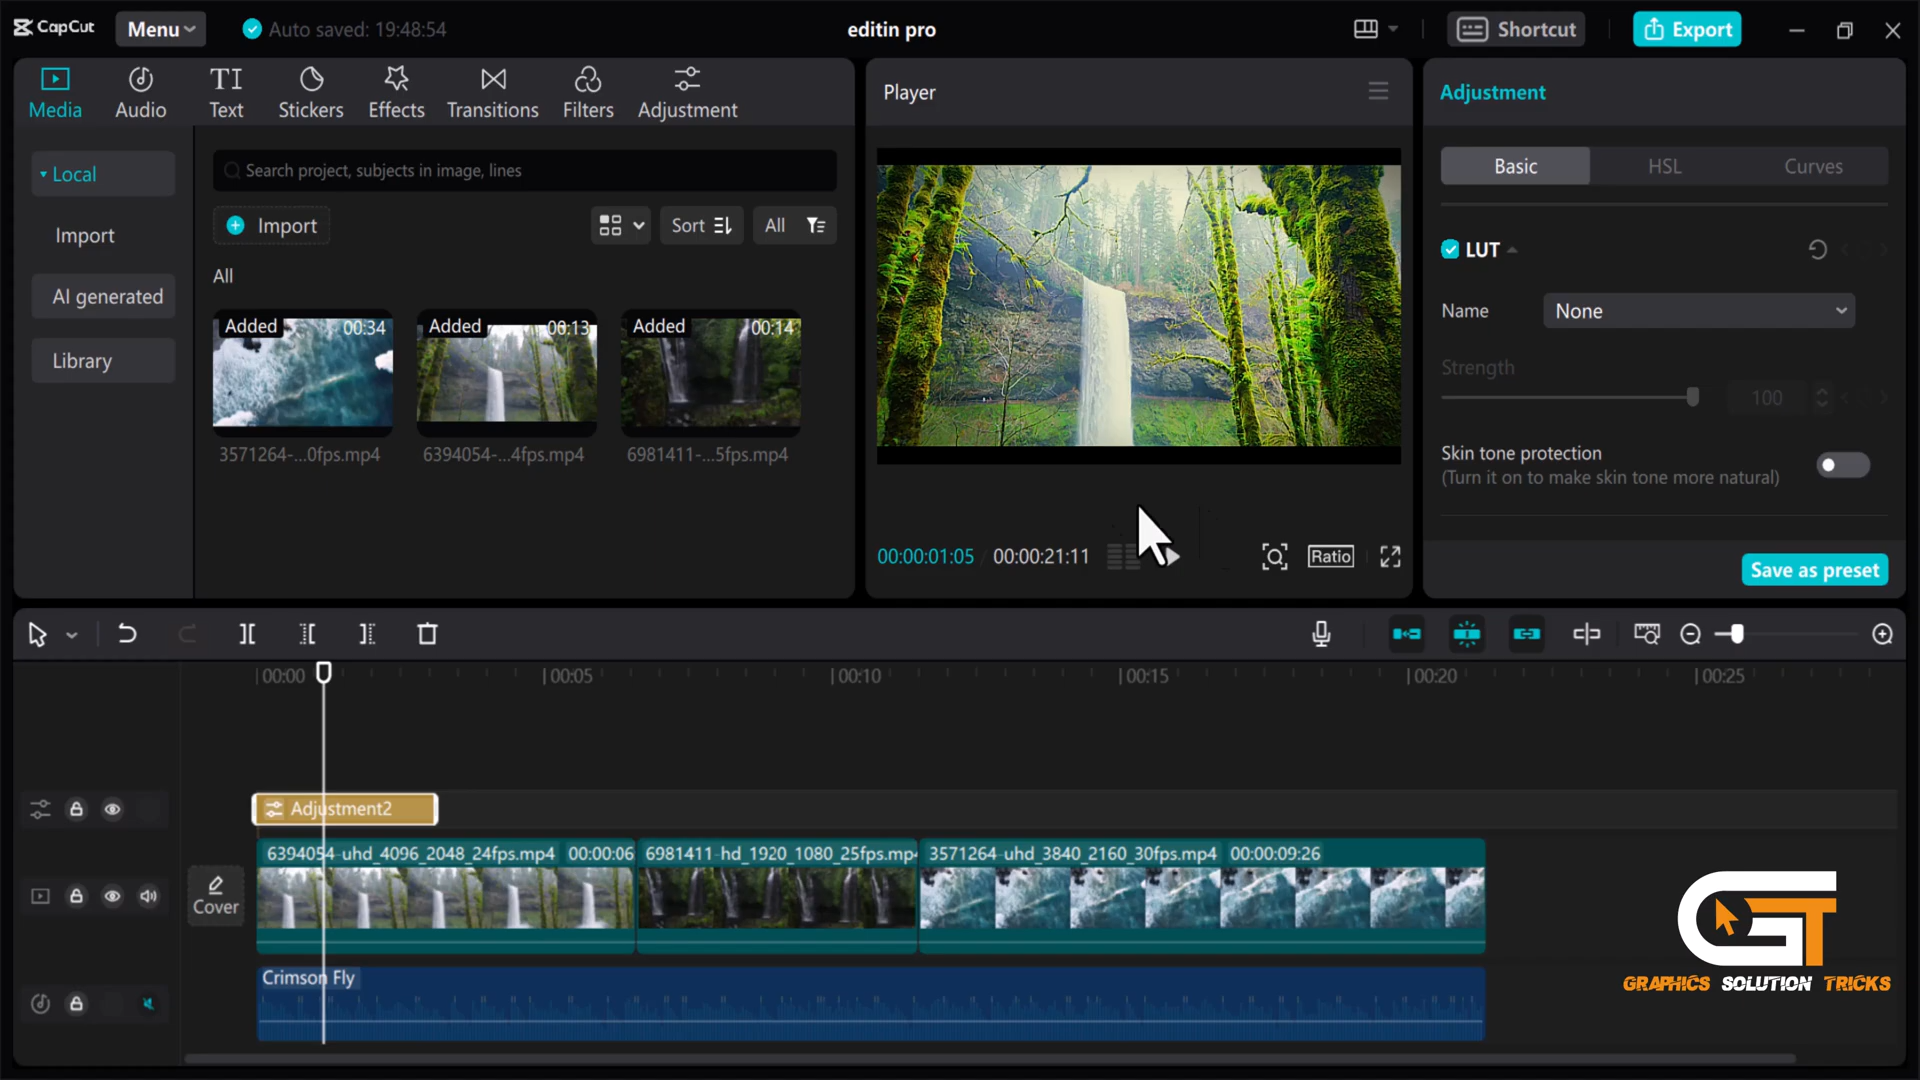 CapCut
Menu
Auto saved: 19:48:54
editin pro
Shortcut
Export
Media
Audio
TI
Text
Stickers
Effects
Transitions
Filters
Adjustment
Local
Import
AI generated
Library
Search project, subjects in image, lines
Import
Sort
All
All
Added 00:34
Added 00:13
Added 00:14
3571264-...0fps.mp4
6394054-...4fps.mp4
6981411-...5fps.mp4
Player
00:00:01:05
00:00:21:11
Ratio
Adjustment
Basic
HSL
Curves
LUT
Name
None
Strength
100
Skin tone protection
(Turn it on to make skin tone more natural)
Save as preset
00:00
00:05
00:10
00:15
00:20
00:25
Adjustment2
Cover
6394054-uhd_4096_2048_24fps.mp4 00:00:06
6981411-hd_1920_1080_25fps.mp4
3571264-uhd_3840_2160_30fps.mp4 00:00:09:26
Crimson Fly
GT
GRAPHICS SOLUTION TRICKS